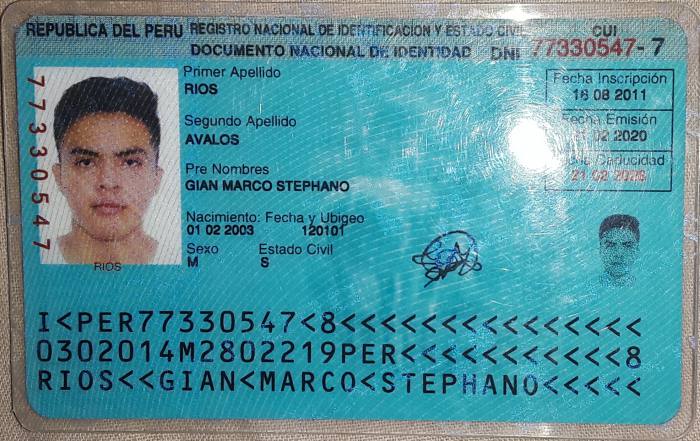 REPUBLICA DEL PERU REGISTRO NACIONAL DE IDENTIFICACION Y ESTADO CIVIL CUI
DOCUMENTO NACIONAL DE IDENTIDAD DNI 77330547-7
77330547
Primer Apellido
RIOS
Segundo Apellido
AVALOS
Pre Nombres
GIAN MARCO STEPHANO
Nacimiento: Fecha y Ubigeo
01 02 2003 120101
Sexo Estado Civil
M S
RIOS
Fecha Inscripción
16 08 2011
Fecha Emisión
21 02 2020
Caducidad
21 02 2028
I<PER77330547<8<<<<<<<<<<<<<<<
0302014M2802219PER<<<<<<<<<<<8
RIOS<<GIAN<MARCO<STEPHANO<<<<<